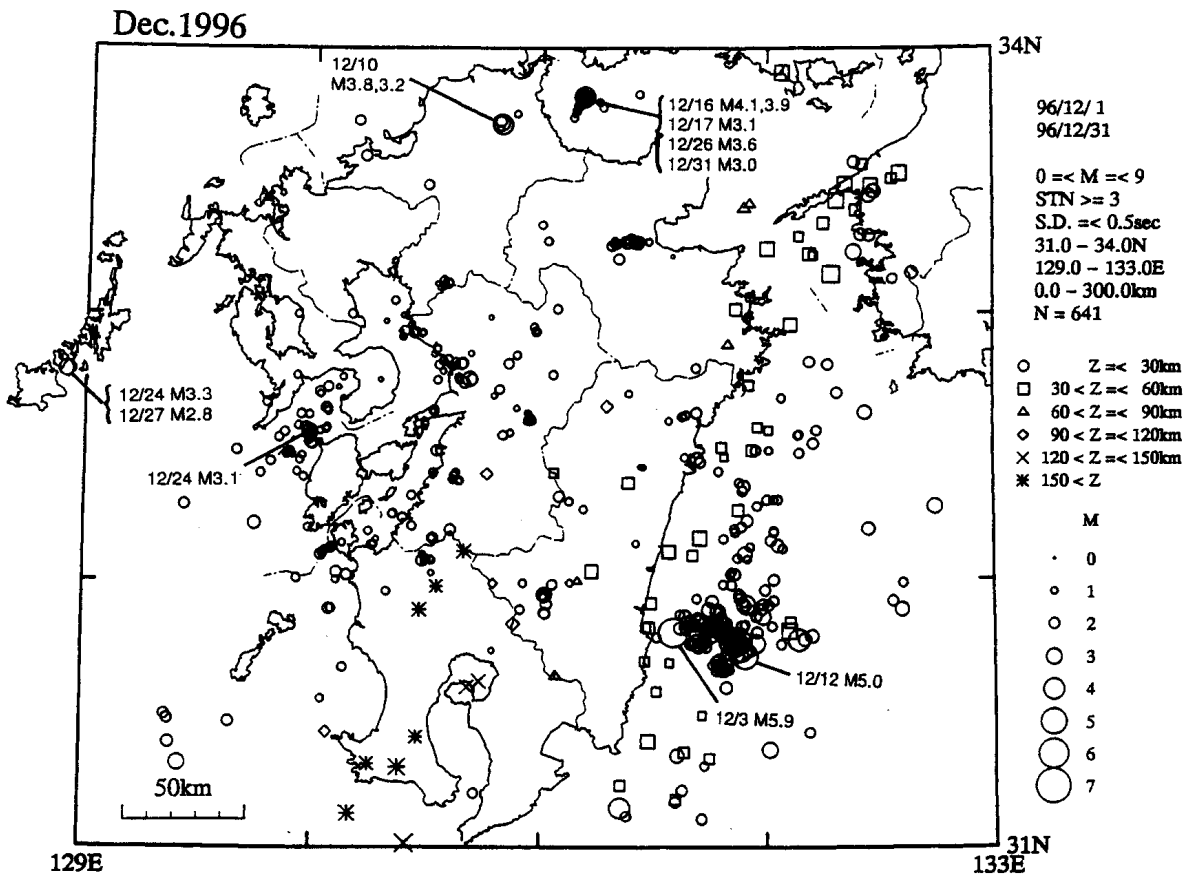 Dec.1996
34N
12/10
M3.8,3.2
12/16 M4.1,3.9
12/17 M3.1
12/26 M3.6
12/31 M3.0
96/12/ 1
96/12/31
0 =< M =< 9
STN >= 3
S.D. =< 0.5sec
31.0 – 34.0N
129.0 – 133.0E
0.0 – 300.0km
N = 641
Z =< 30km
30 < Z =< 60km
60 < Z =< 90km
90 < Z =< 120km
120 < Z =< 150km
150 < Z
M
0
1
2
3
4
5
6
7
12/24 M3.3
12/27 M2.8
12/24 M3.1
12/12 M5.0
12/3 M5.9
50km
31N
129E
133E